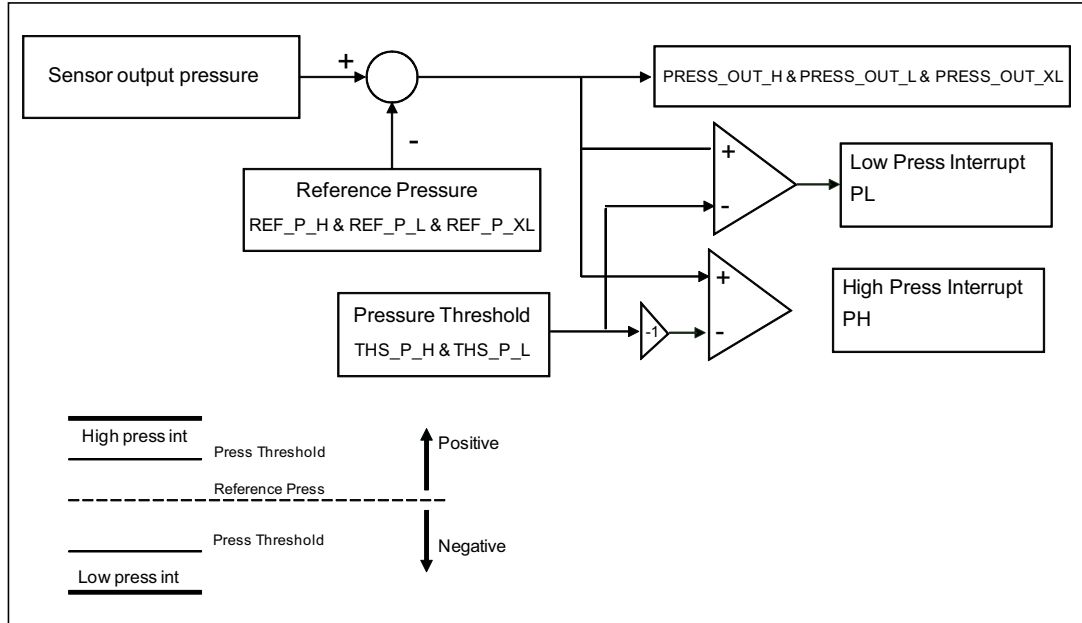 Sensor output pressure
+
-
PRESS_OUT_H & PRESS_OUT_L & PRESS_OUT_XL
Reference Pressure
REF_P_H & REF_P_L & REF_P_XL
+
-
Low Press Interrupt
PL
Pressure Threshold
THS_P_H & THS_P_L
-1
+
-
High Press Interrupt
PH
High press int
Press Threshold
Reference Press
Press Threshold
Low press int
Positive
Negative